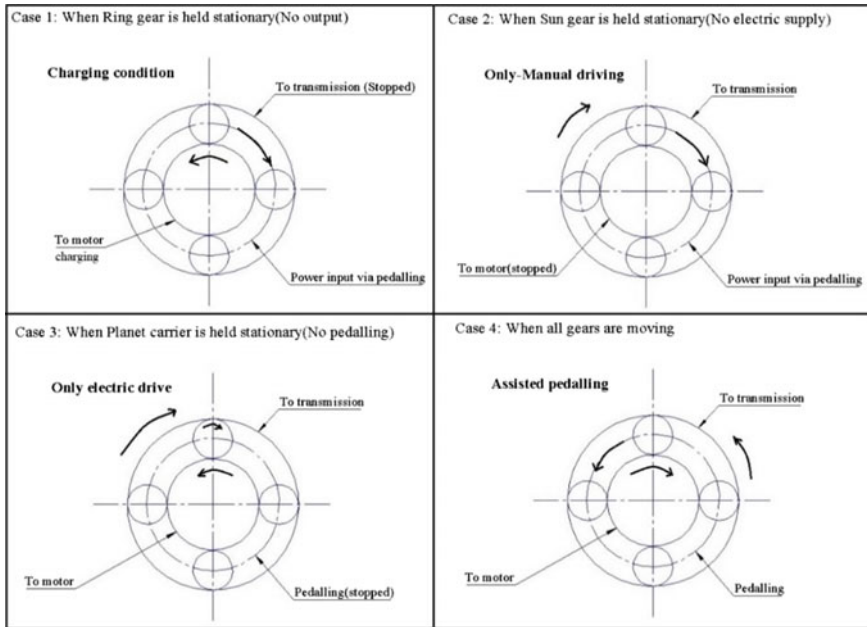 Case 1: When Ring gear is held stationary(No output)
Charging condition
To transmission (Stopped)
To motor
charging
Power input via pedalling
Case 2: When Sun gear is held stationary(No electric supply)
Only-Manual driving
To transmission
To motor(stopped)
Power input via pedalling
Case 3: When Planet carrier is held stationary(No pedalling)
Only electric drive
To transmission
To motor
Pedalling(stopped)
Case 4: When all gears are moving
Assisted pedalling
To transmission
To motor
Pedalling